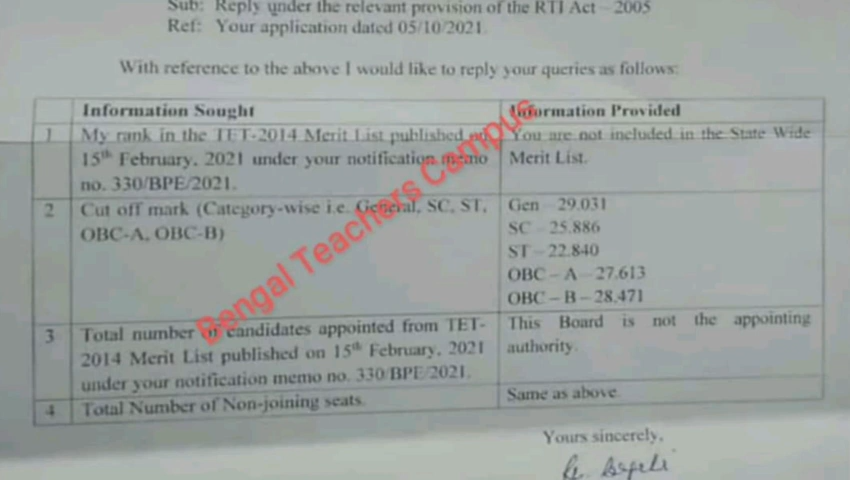 Sub: Reply under the relevant provision of the RTI Act – 2005
Ref: Your application dated 05/10/2021.
With reference to the above I would like to reply your queries as follows:
Information Sought
Information Provided
1
My rank in the TET-2014 Merit List published on
15th February, 2021 under your notification memo
no. 330/BPE/2021.
You are not included in the State Wide
Merit List.
2
Cut off mark (Category-wise i.e. General, SC, ST,
OBC-A, OBC-B)
Gen – 29.031
SC – 25.886
ST – 22.840
OBC – A – 27.613
OBC – B – 28.471
3
Total number of candidates appointed from TET-
2014 Merit List published on 15th February, 2021
under your notification memo no. 330/BPE/2021.
This Board is not the appointing
authority.
4
Total Number of Non-joining seats.
Same as above.
Yours sincerely,
Bengal Teachers Campus